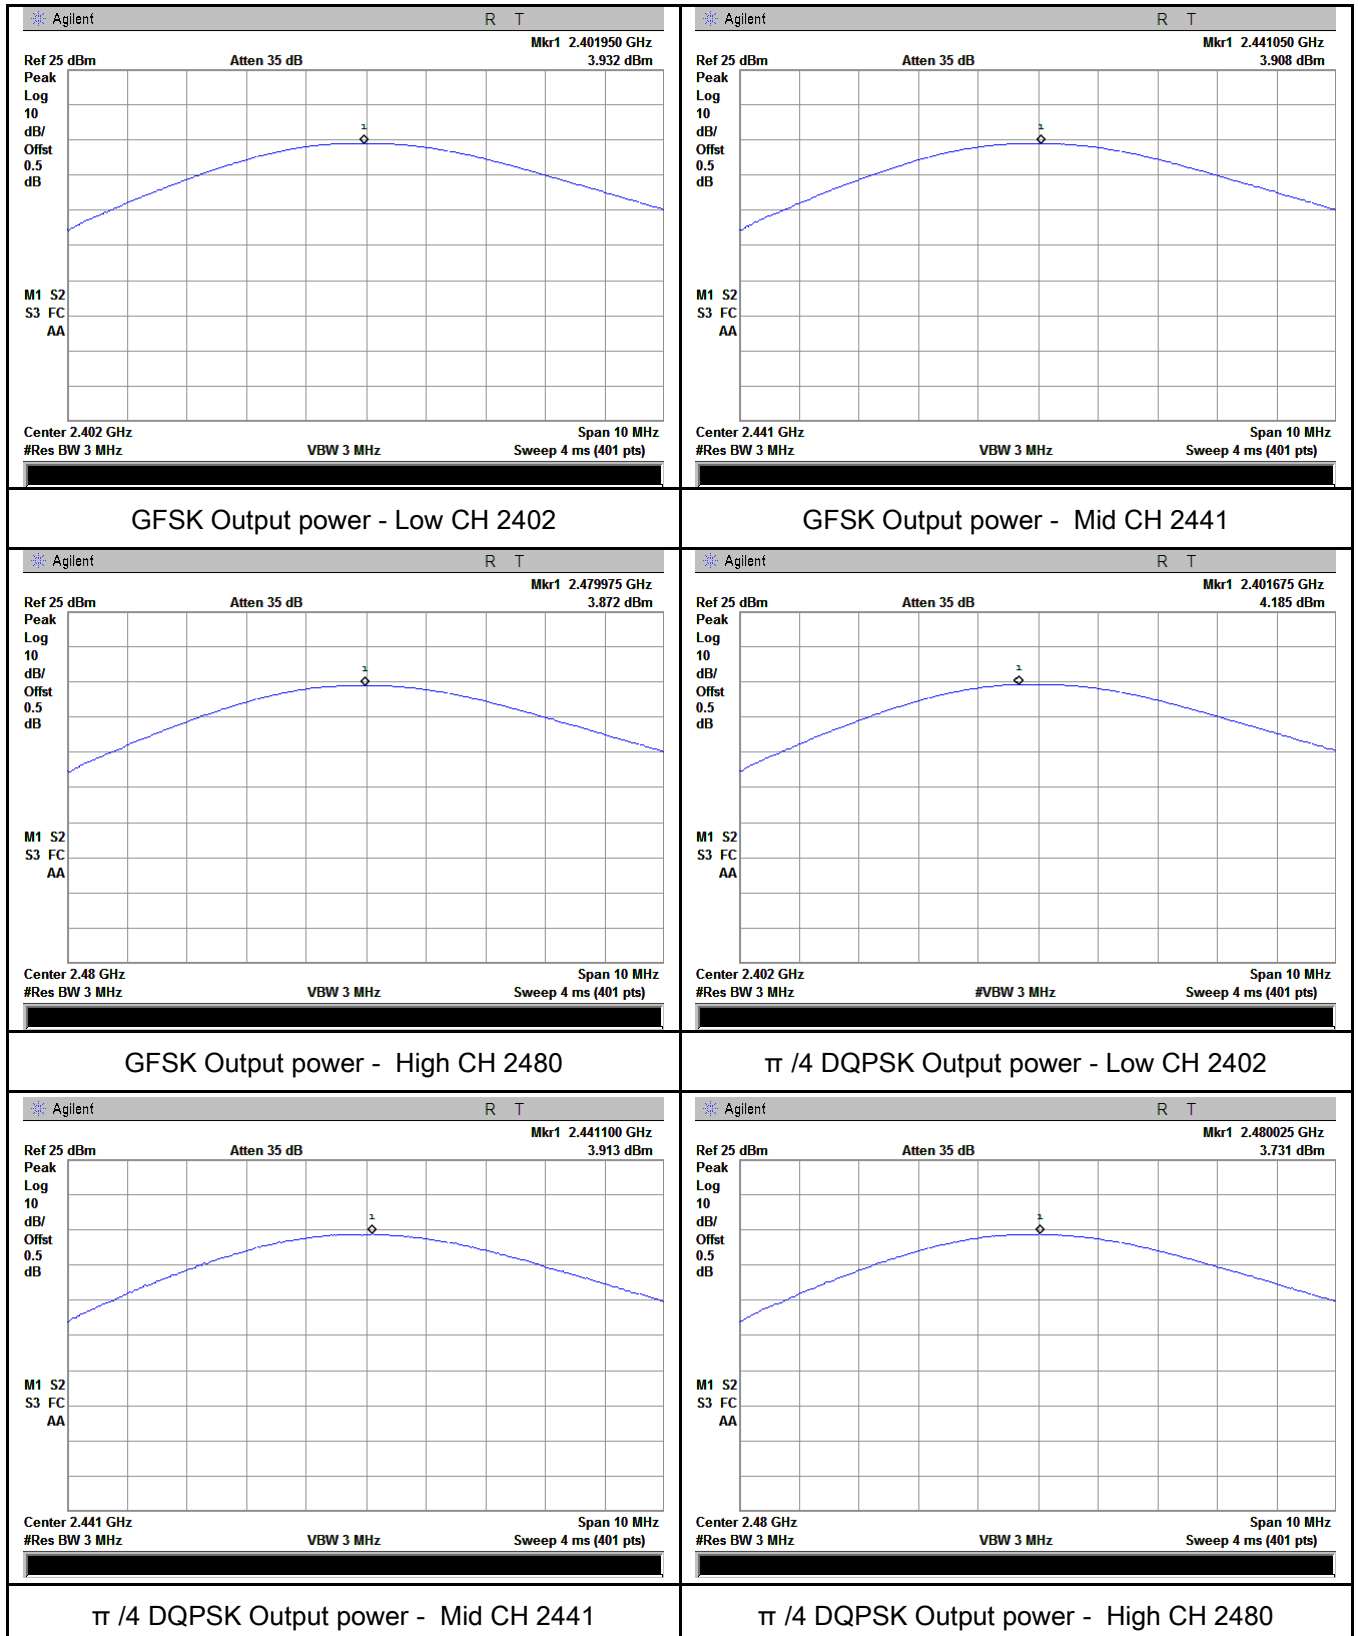 Agilent R T
Mkr1 2.401950 GHz
Ref 25 dBm Atten 35 dB 3.932 dBm
Peak
Log
10
dB/
Offst
0.5
dB
1
M1 S2
S3 FC
AA
Center 2.402 GHz Span 10 MHz
#Res BW 3 MHz VBW 3 MHz Sweep 4 ms (401 pts)
GFSK Output power - Low CH 2402
Agilent R T
Mkr1 2.441050 GHz
Ref 25 dBm Atten 35 dB 3.908 dBm
Peak
Log
10
dB/
Offst
0.5
dB
1
M1 S2
S3 FC
AA
Center 2.441 GHz Span 10 MHz
#Res BW 3 MHz VBW 3 MHz Sweep 4 ms (401 pts)
GFSK Output power - Mid CH 2441
Agilent R T
Mkr1 2.479975 GHz
Ref 25 dBm Atten 35 dB 3.872 dBm
Peak
Log
10
dB/
Offst
0.5
dB
1
M1 S2
S3 FC
AA
Center 2.48 GHz Span 10 MHz
#Res BW 3 MHz VBW 3 MHz Sweep 4 ms (401 pts)
GFSK Output power - High CH 2480
Agilent R T
Mkr1 2.401675 GHz
Ref 25 dBm Atten 35 dB 4.185 dBm
Peak
Log
10
dB/
Offst
0.5
dB
1
M1 S2
S3 FC
AA
Center 2.402 GHz Span 10 MHz
#Res BW 3 MHz #VBW 3 MHz Sweep 4 ms (401 pts)
π /4 DQPSK Output power - Low CH 2402
Agilent R T
Mkr1 2.441100 GHz
Ref 25 dBm Atten 35 dB 3.913 dBm
Peak
Log
10
dB/
Offst
0.5
dB
1
M1 S2
S3 FC
AA
Center 2.441 GHz Span 10 MHz
#Res BW 3 MHz VBW 3 MHz Sweep 4 ms (401 pts)
π /4 DQPSK Output power - Mid CH 2441
Agilent R T
Mkr1 2.480025 GHz
Ref 25 dBm Atten 35 dB 3.731 dBm
Peak
Log
10
dB/
Offst
0.5
dB
1
M1 S2
S3 FC
AA
Center 2.48 GHz Span 10 MHz
#Res BW 3 MHz VBW 3 MHz Sweep 4 ms (401 pts)
π /4 DQPSK Output power - High CH 2480